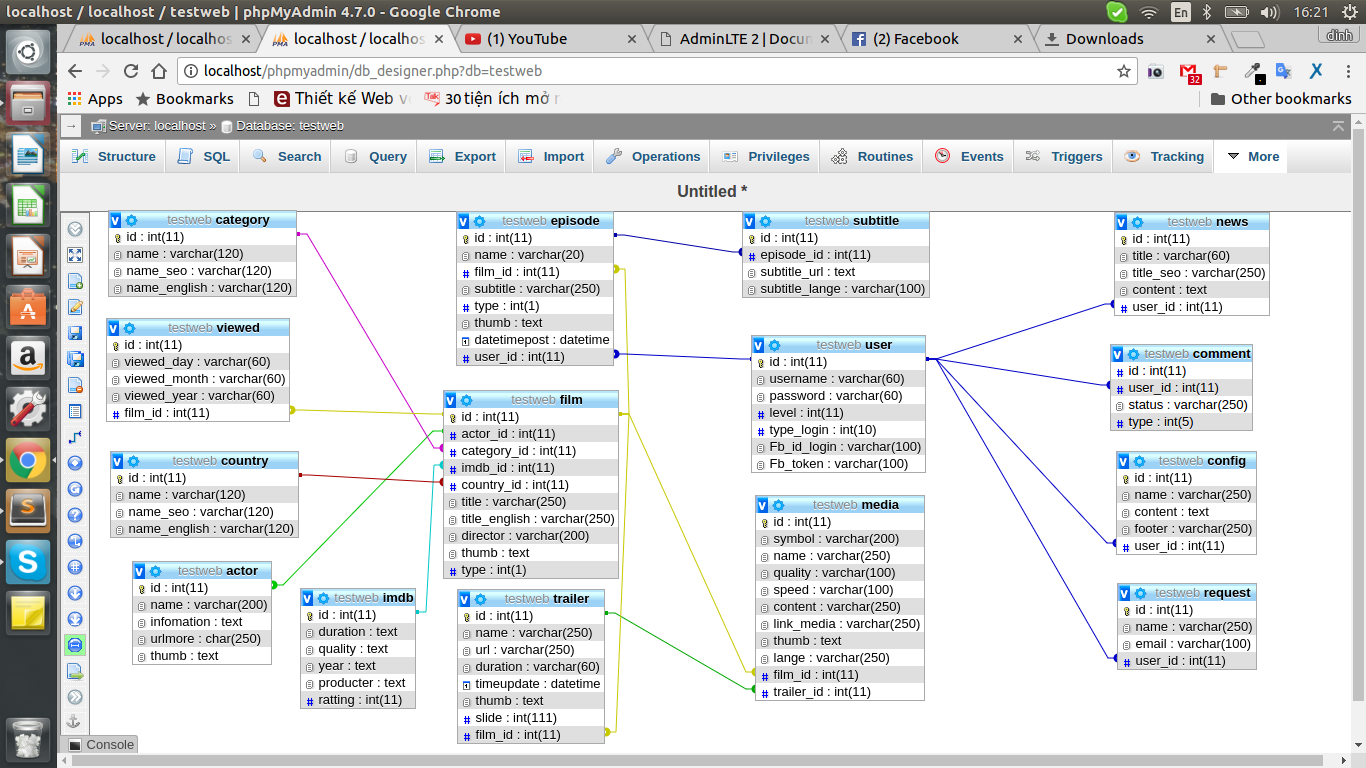 localhost / localhost / testweb | phpMyAdmin 4.7.0 - Google Chrome
En
16:21
localhost / localhos
localhost / localhos
(1) YouTube
AdminLTE 2 | Docun
(2) Facebook
Downloads
dinh
localhost/phpmyadmin/db_designer.php?db=testweb
32
Apps
Bookmarks
Thiết kế Web v
30 tiện ích mở r
Other bookmarks
Server: localhost »
Database: testweb
Structure
SQL
Search
Query
Export
Import
Operations
Privileges
Routines
Events
Triggers
Tracking
More
Untitled *
testweb category
id : int(11)
name : varchar(120)
name_seo : varchar(120)
name_english : varchar(120)
testweb viewed
id : int(11)
viewed_day : varchar(60)
viewed_month : varchar(60)
viewed_year : varchar(60)
film_id : int(11)
testweb country
id : int(11)
name : varchar(120)
name_seo : varchar(120)
name_english : varchar(120)
testweb actor
id : int(11)
name : varchar(200)
infomation : text
urlmore : char(250)
thumb : text
testweb imdb
id : int(11)
duration : text
quality : text
year : text
producter : text
ratting : int(11)
testweb episode
id : int(11)
name : varchar(20)
film_id : int(11)
subtitle : varchar(250)
type : int(1)
thumb : text
datetimepost : datetime
user_id : int(11)
testweb film
id : int(11)
actor_id : int(11)
category_id : int(11)
imdb_id : int(11)
country_id : int(11)
title : varchar(250)
title_english : varchar(250)
director : varchar(200)
thumb : text
type : int(1)
testweb trailer
id : int(11)
name : varchar(250)
url : varchar(250)
duration : varchar(60)
timeupdate : datetime
thumb : text
slide : int(111)
film_id : int(11)
testweb subtitle
id : int(11)
episode_id : int(11)
subtitle_url : text
subtitle_lange : varchar(100)
testweb user
id : int(11)
username : varchar(60)
password : varchar(60)
level : int(11)
type_login : int(10)
Fb_id_login : varchar(100)
Fb_token : varchar(100)
testweb media
id : int(11)
symbol : varchar(200)
name : varchar(250)
quality : varchar(100)
speed : varchar(100)
content : varchar(250)
link_media : varchar(250)
thumb : text
lange : varchar(250)
film_id : int(11)
trailer_id : int(11)
testweb news
id : int(11)
title : varchar(60)
title_seo : varchar(250)
content : text
user_id : int(11)
testweb comment
id : int(11)
user_id : int(11)
status : varchar(250)
type : int(5)
testweb config
id : int(11)
name : varchar(250)
content : text
footer : varchar(250)
user_id : int(11)
testweb request
id : int(11)
name : varchar(250)
email : varchar(100)
user_id : int(11)
Console